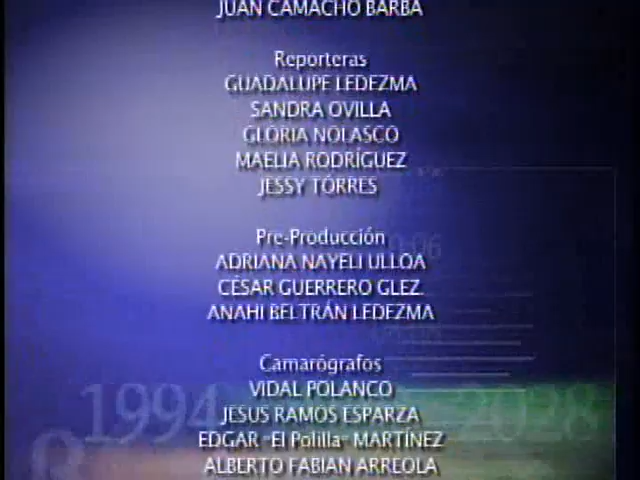 JUAN CAMACHO BARBA
Reporteras
GUADALUPE LEDEZMA
SANDRA OVILLA
GLORIA NOLASCO
MAELIA RODRÍGUEZ
JESSY TORRES
Pre-Producción
ADRIANA NAYELI ULLOA
CÉSAR GUERRERO GLEZ.
ANAHI BELTRÁN LEDEZMA
Camarógrafos
VIDAL POLANCO
1994
2028
JESUS RAMOS ESPARZA
EDGAR "El Polilla" MARTÍNEZ
ALBERTO FABIAN ARREOLA